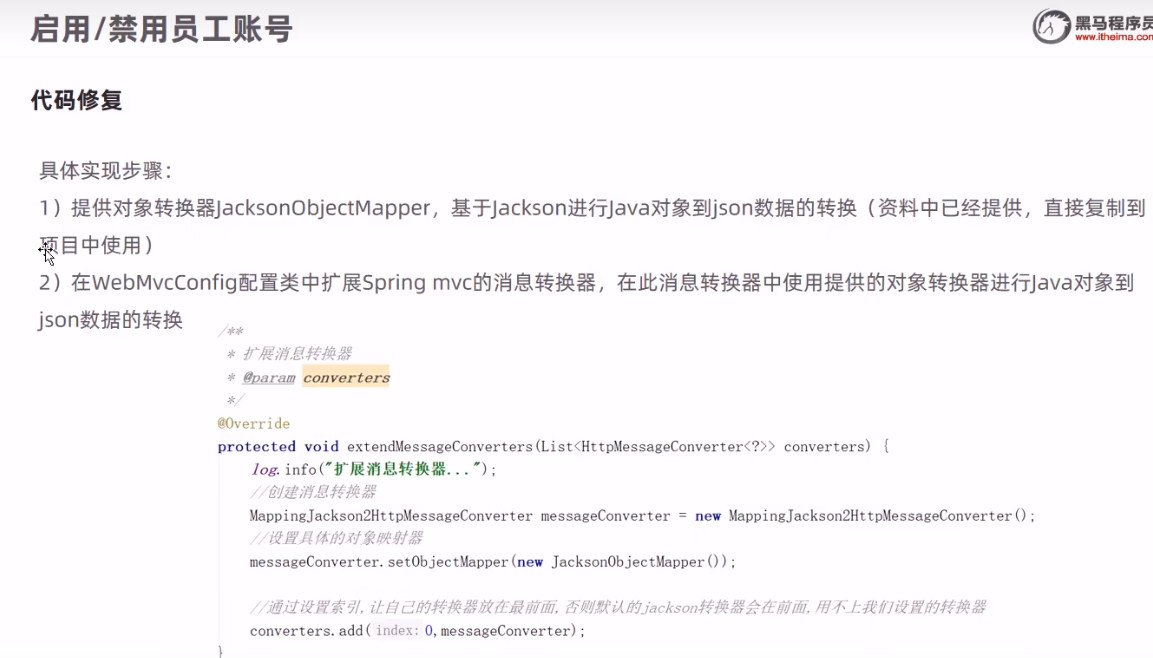 启用/禁用员工账号
黑马程序员
www.itheima.com
代码修复
具体实现步骤：
1）提供对象转换器JacksonObjectMapper，基于Jackson进行Java对象到json数据的转换（资料中已经提供，直接复制到
项目中使用）
2）在WebMvcConfig配置类中扩展Spring mvc的消息转换器，在此消息转换器中使用提供的对象转换器进行Java对象到
json数据的转换
/**
 * 扩展消息转换器
 * @param converters
 */
@Override
protected void extendMessageConverters(List<HttpMessageConverter<?>> converters) {
    log.info("扩展消息转换器...");
    //创建消息转换器
    MappingJackson2HttpMessageConverter messageConverter = new MappingJackson2HttpMessageConverter();
    //设置具体的对象映射器
    messageConverter.setObjectMapper(new JacksonObjectMapper());
    //通过设置索引,让自己的转换器放在最前面,否则默认的jackson转换器会在前面,用不上我们设置的转换器
    converters.add( index: 0,messageConverter);
}